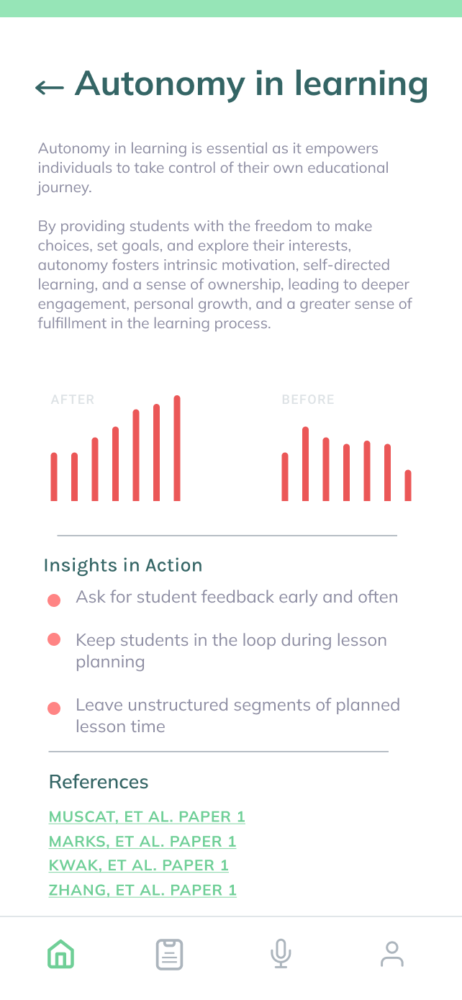 Autonomy in learning
Autonomy in learning is essential as it empowers
individuals to take control of their own educational
journey.
By providing students with the freedom to make
choices, set goals, and explore their interests,
autonomy fosters intrinsic motivation, self-directed
learning, and a sense of ownership, leading to deeper
engagement, personal growth, and a greater sense of
fulfillment in the learning process.
AFTER
BEFORE
Insights in Action
Ask for student feedback early and often
Keep students in the loop during lesson
planning
Leave unstructured segments of planned
lesson time
References
MUSCAT, ET AL. PAPER 1
MARKS, ET AL. PAPER 1
KWAK, ET AL. PAPER 1
ZHANG, ET AL. PAPER 1